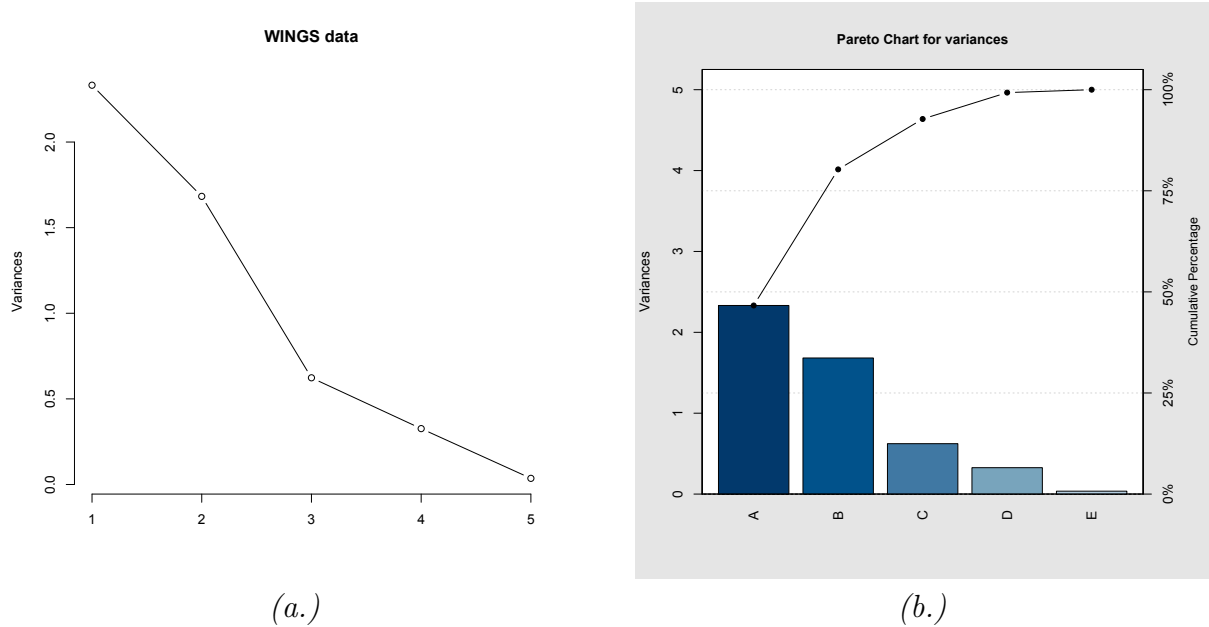 WINGS data
Variances
2.0
1.5
1.0
0.5
0.0
1 2 3 4 5
(a.)
Pareto Chart for variances
Variances
5
4
3
2
1
0
100%
75%
50%
25%
0%
Cumulative Percentage
A B C D E
(b.)